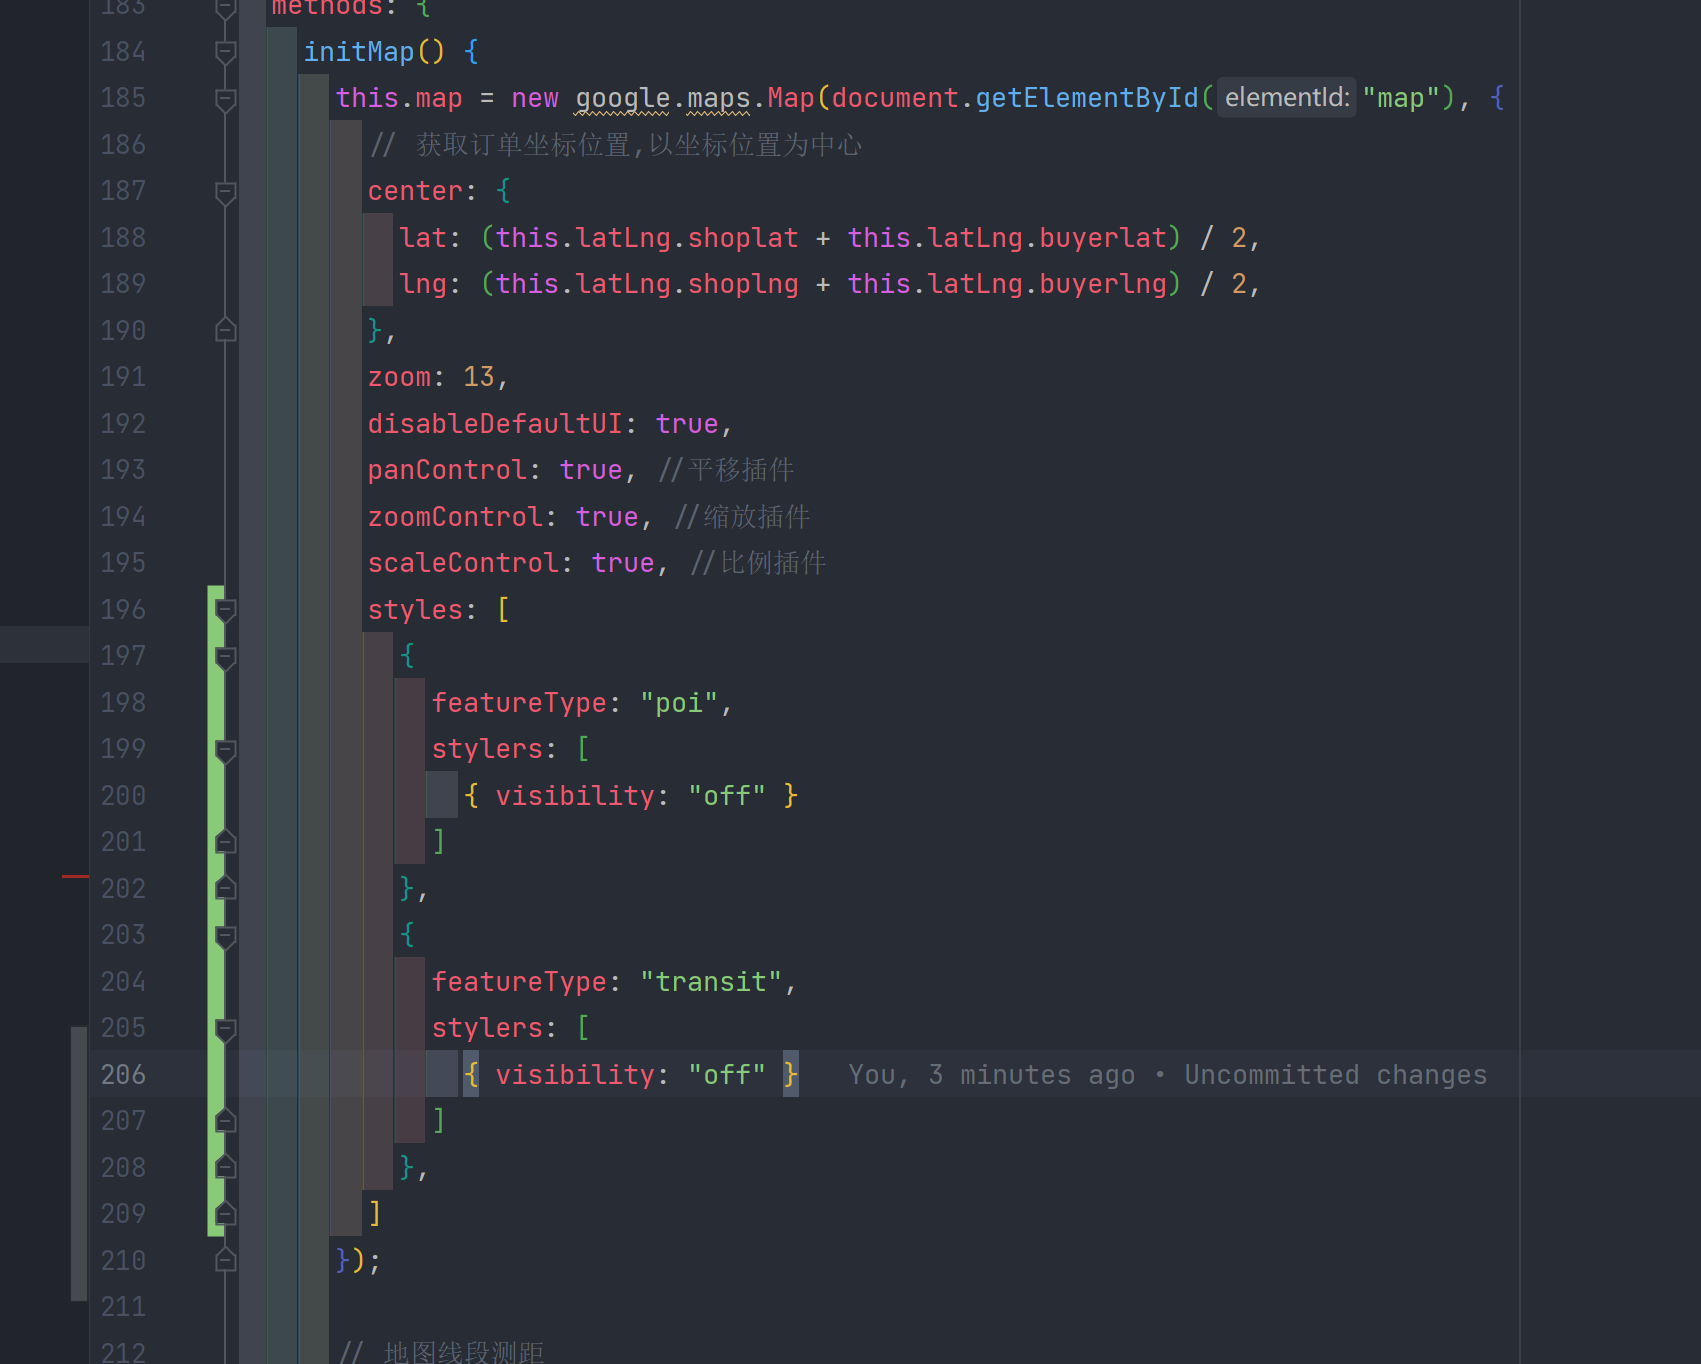 183 methods: {
184 initMap() {
185 this.map = new google.maps.Map(document.getElementById( elementId: "map"), {
186 // 获取订单坐标位置,以坐标位置为中心
187 center: {
188 lat: (this.latLng.shoplat + this.latLng.buyerlat) / 2,
189 lng: (this.latLng.shoplng + this.latLng.buyerlng) / 2,
190 },
191 zoom: 13,
192 disableDefaultUI: true,
193 panControl: true, //平移插件
194 zoomControl: true, //缩放插件
195 scaleControl: true, //比例插件
196 styles: [
197 {
198 featureType: "poi",
199 stylers: [
200 { visibility: "off" }
201 ]
202 },
203 {
204 featureType: "transit",
205 stylers: [
206 { visibility: "off" } You, 3 minutes ago • Uncommitted changes
207 ]
208 },
209 ]
210 });
211
212 // 地图线段测距